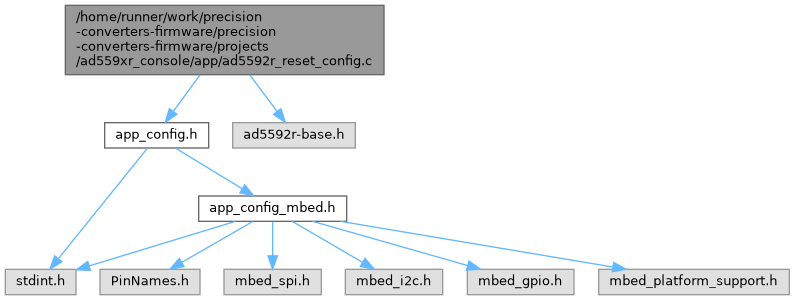 /home/runner/work/precision
-converters-firmware/precision
-converters-firmware/projects
/ad559xr_console/app/ad5592r_reset_config.c
app_config.h
ad5592r-base.h
app_config_mbed.h
stdint.h
PinNames.h
mbed_spi.h
mbed_i2c.h
mbed_gpio.h
mbed_platform_support.h